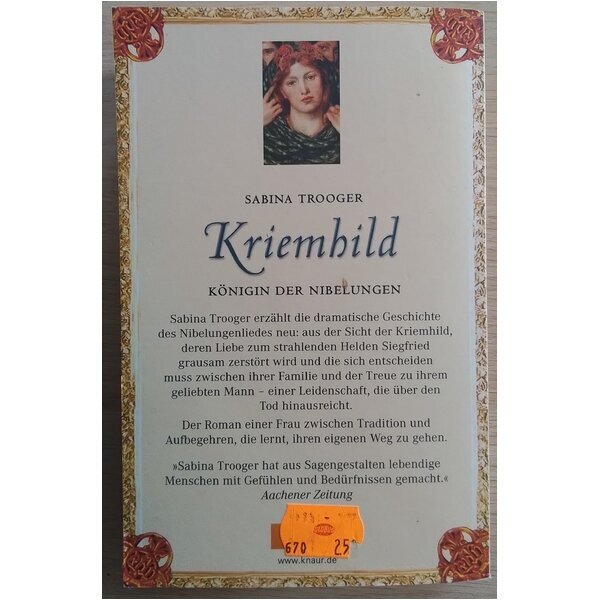 SABINA TROOGER
Kriemhild
KÖNIGIN DER NIBELUNGEN
Sabina Trooger erzählt die dramatische Geschichte
des Nibelungenliedes neu: aus der Sicht der Kriemhild,
deren Liebe zum strahlenden Helden Siegfried
grausam zerstört wird und die sich entscheiden
muss zwischen ihrer Familie und der Treue zu ihrem
geliebten Mann – einer Leidenschaft, die über den
Tod hinausreicht.
Der Roman einer Frau zwischen Tradition und
Aufbegehren, die lernt, ihren eigenen Weg zu gehen.
»Sabina Trooger hat aus Sagengestalten lebendige
Menschen mit Gefühlen und Bedürfnissen gemacht.«
Aachener Zeitung
670
www.knaur.de